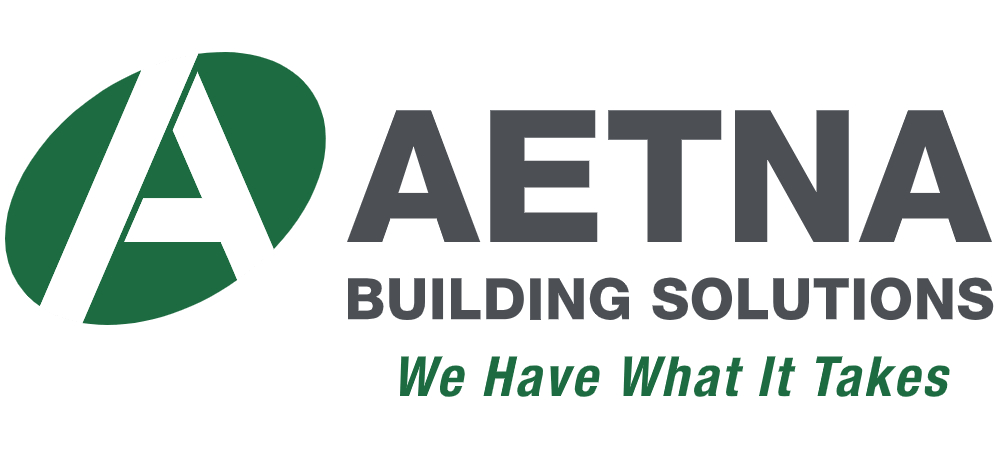 A
AETNA
BUILDING SOLUTIONS
We Have What It Takes